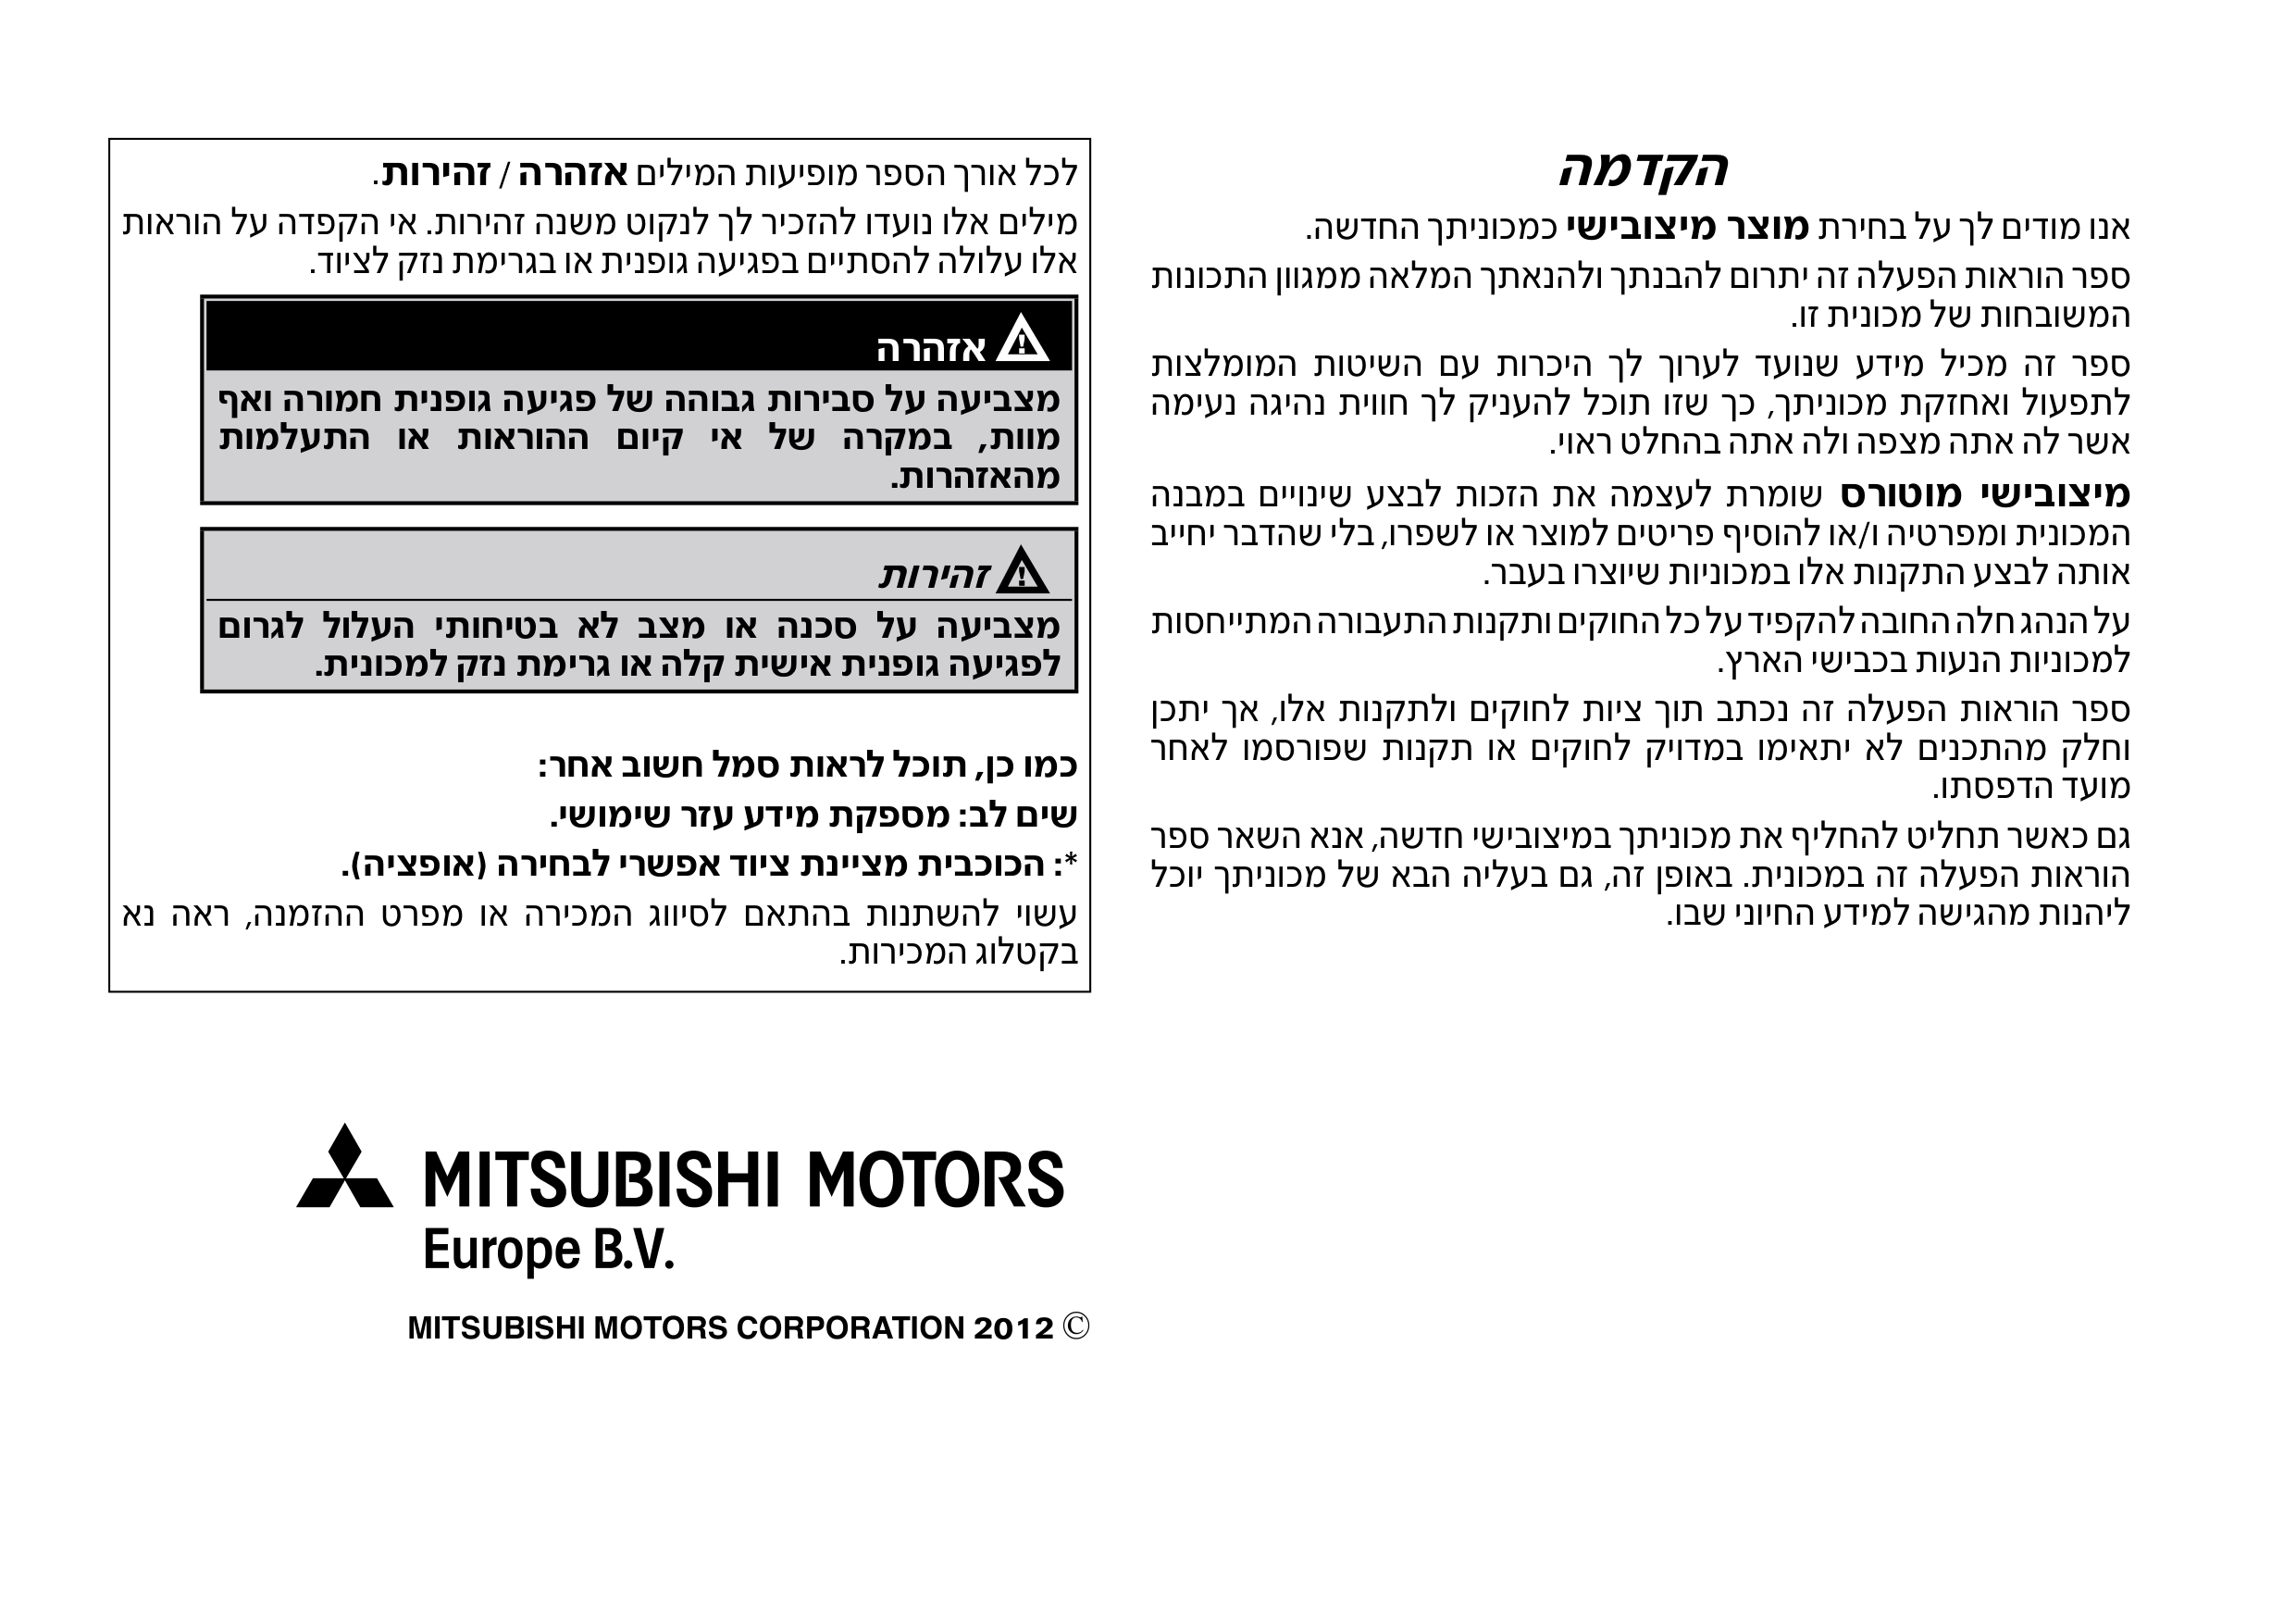 הקדמה
אנו מודים לך על בחירת מוצר מיצובישי כמכוניתך החדשה.
ספר הוראות הפעלה זה יתרום להבנתך ולהנאתך המלאה ממגוון התכונות
המשובחות של מכונית זו.
ספר זה מכיל מידע שנועד לערוך לך היכרות עם השיטות המומלצות
לתפעול ואחזקת מכוניתך, כך שזו תוכל להעניק לך חווית נהיגה נעימה
אשר לה אתה מצפה ולה אתה בהחלט ראוי.
מיצובישי מוטורס שומרת לעצמה את הזכות לבצע שינויים במבנה
המכונית ומפרטיה ו/או להוסיף פריטים למוצר או לשפרו, בלי שהדבר יחייב
אותה לבצע התקנות אלו במכוניות שיוצרו בעבר.
על הנהג חלה החובה להקפיד על כל החוקים ותקנות התעבורה המתייחסות
למכוניות הנעות בכבישי הארץ.
ספר הוראות הפעלה זה נכתב תוך ציות לחוקים ולתקנות אלו, אך יתכן
וחלק מהתכנים לא יתאימו במדויק לחוקים או תקנות שפורסמו לאחר
מועד הדפסתו.
גם כאשר תחליט להחליף את מכוניתך במיצובישי חדשה, אנא השאר ספר
הוראות הפעלה זה במכונית. באופן זה, גם בעליה הבא של מכוניתך יוכל
ליהנות מהגישה למידע החיוני שבו.
לכל אורך הספר מופיעות המילים אזהרה / זהירות.
מילים אלו נועדו להזכיר לך לנקוט משנה זהירות. אי הקפדה על הוראות
אלו עלולה להסתיים בפגיעה גופנית או בגרימת נזק לציוד.
אזהרה
מצביעה על סבירות גבוהה של פגיעה גופנית חמורה ואף
מוות, במקרה של אי קיום ההוראות או התעלמות
מהאזהרות.
זהירות
מצביעה על סכנה או מצב לא בטיחותי העלול לגרום
לפגיעה גופנית אישית קלה או גרימת נזק למכונית.
כמו כן, תוכל לראות סמל חשוב אחר:
שים לב: מספקת מידע עזר שימושי.
*: הכוכבית מציינת ציוד אפשרי לבחירה (אופציה).
עשוי להשתנות בהתאם לסיווג המכירה או מפרט ההזמנה, ראה נא
בקטלוג המכירות.
MITSUBISHI MOTORS
Europe B.V.
MITSUBISHI MOTORS CORPORATION 2012 ©